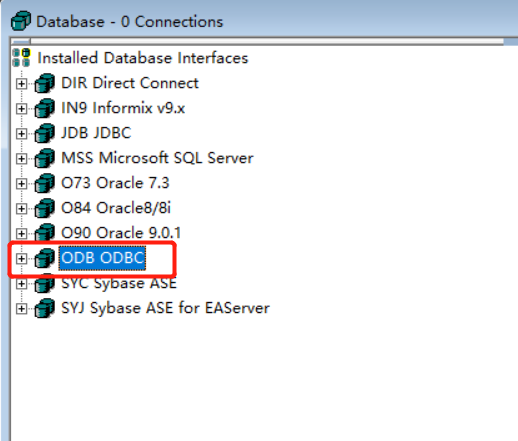 Database - 0 Connections
Installed Database Interfaces
DIR Direct Connect
IN9 Informix v9.x
JDB JDBC
MSS Microsoft SQL Server
O73 Oracle 7.3
O84 Oracle8/8i
O90 Oracle 9.0.1
ODB ODBC
SYC Sybase ASE
SYJ Sybase ASE for EAServer